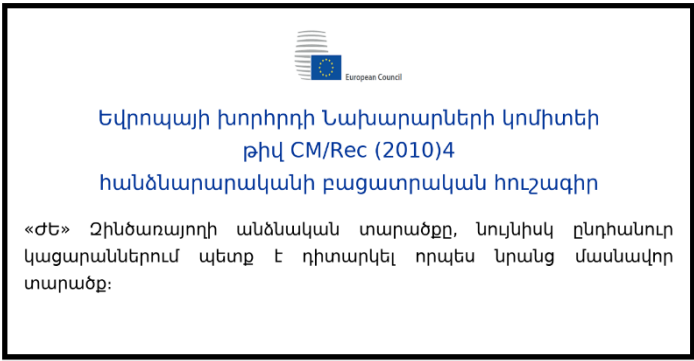 European Council
Եվրոպայի խորհրդի Նախարարների կոմիտեի
թիվ CM/Rec (2010)4
հանձնարարականի բացատրական հուշագիր
«ԺԵ» Զինծառայողի անձնական տարածքը, նույնիսկ ընդհանուր
կացարաններում պետք է դիտարկել որպես նրանց մասնավոր
տարածք։